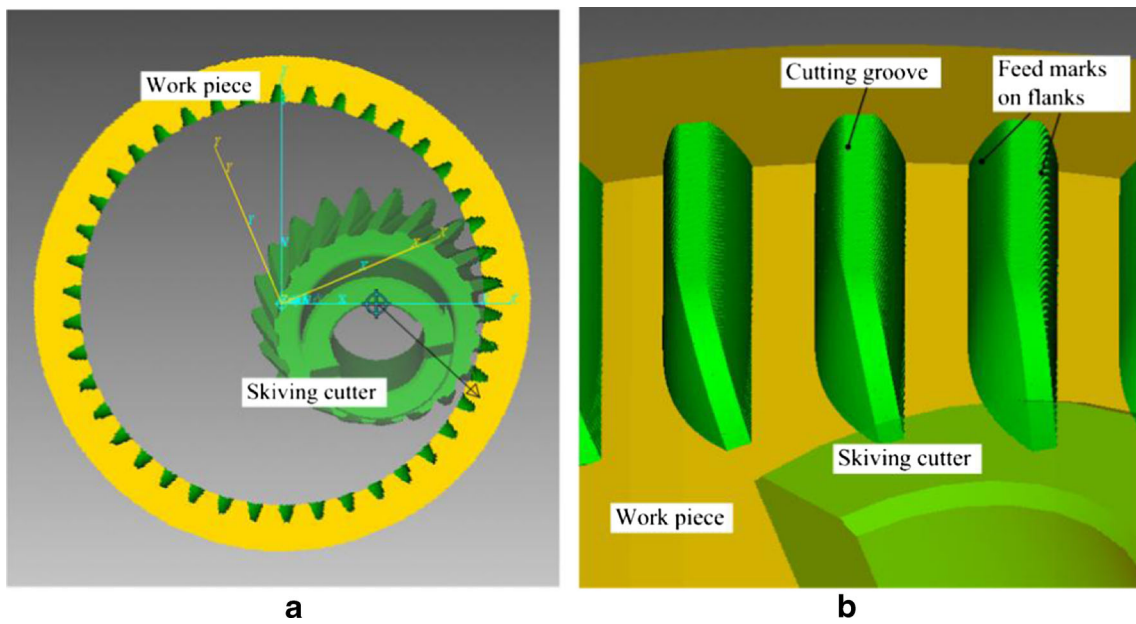 Work piece
Y
Y
Y
r
N
X
X
r
X
X
Skiving cutter
a
Cutting groove
Feed marks
on flanks
Skiving cutter
Work piece
b